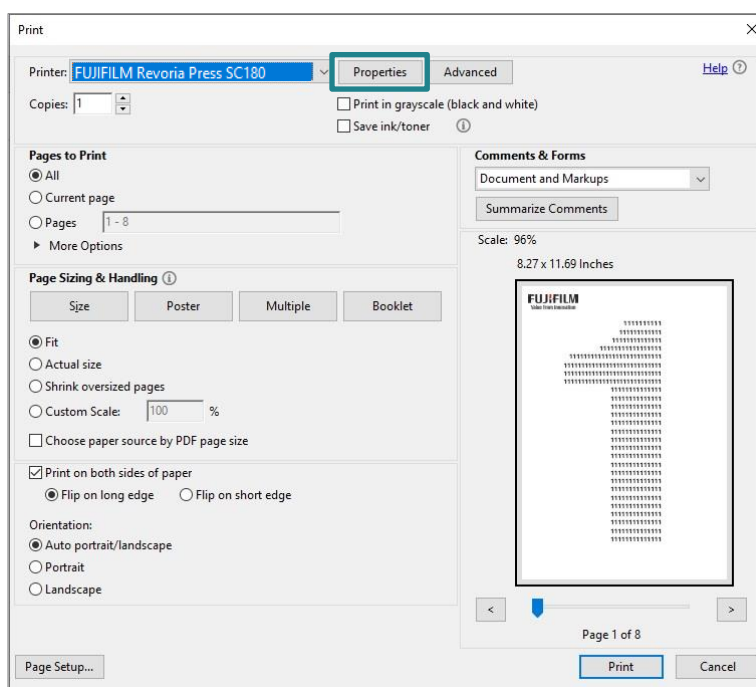 Print
Printer: FUJIFILM Revoria Press SC180 Properties Advanced Help
Copies: 1 Print in grayscale (black and white)
Save ink/toner
Pages to Print
All
Current page
Pages 1 - 8
More Options
Comments & Forms
Document and Markups
Summarize Comments
Scale: 96%
8.27 x 11.69 Inches
Page Sizing & Handling
Size Poster Multiple Booklet
Fit
Actual size
Shrink oversized pages
Custom Scale: 100 %
Choose paper source by PDF page size
Print on both sides of paper
Flip on long edge Flip on short edge
Orientation:
Auto portrait/landscape
Portrait
Landscape
FUJIFILM
Value from Innovation
< >
Page 1 of 8
Page Setup... Print Cancel